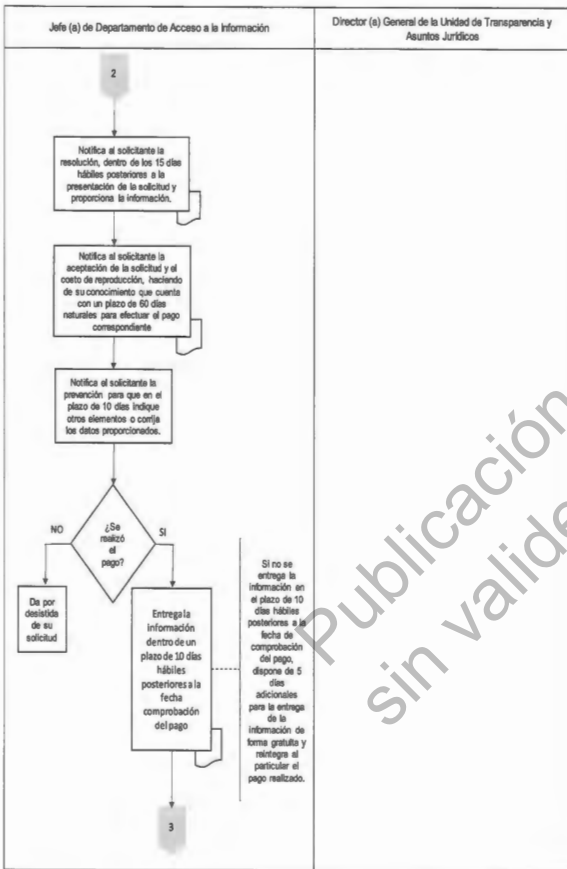 Jefe (a) de Departamento de Acceso a la Información
Director (a) General de la Unidad de Transparencia y
Asuntos Jurídicos
2
Notifica al solicitante la
resolución, dentro de los 15 días
hábiles posteriores a la
presentación de la solicitud y
proporciona la información.
Notifica al solicitante la
aceptación de la solicitud y el
costo de reproducción, haciendo
de su conocimiento que cuenta
con un plazo de 60 días
naturales para efectuar el pago
correspondiente
Notifica el solicitante la
prevención para que en el
plazo de 10 días indique
otros elementos o corrija
los datos proporcionados.
¿Se
realizó
el
pago?
NO
SI
Da por
desistida
de su
solicitud
Entrega la
información
dentro de un
plazo de 10 días
hábiles
posteriores a la
fecha
comprobación
del pago
SI no se
entrega la
información en
el plazo de 10
días hábiles
posteriores a la
fecha de
comprobación
del pago,
dispone de 5
días
adicionales
para la entrega
de la
información de
forma gratuita y
reintegra al
particular el
pago realizado.
3
Publicación
sin valide